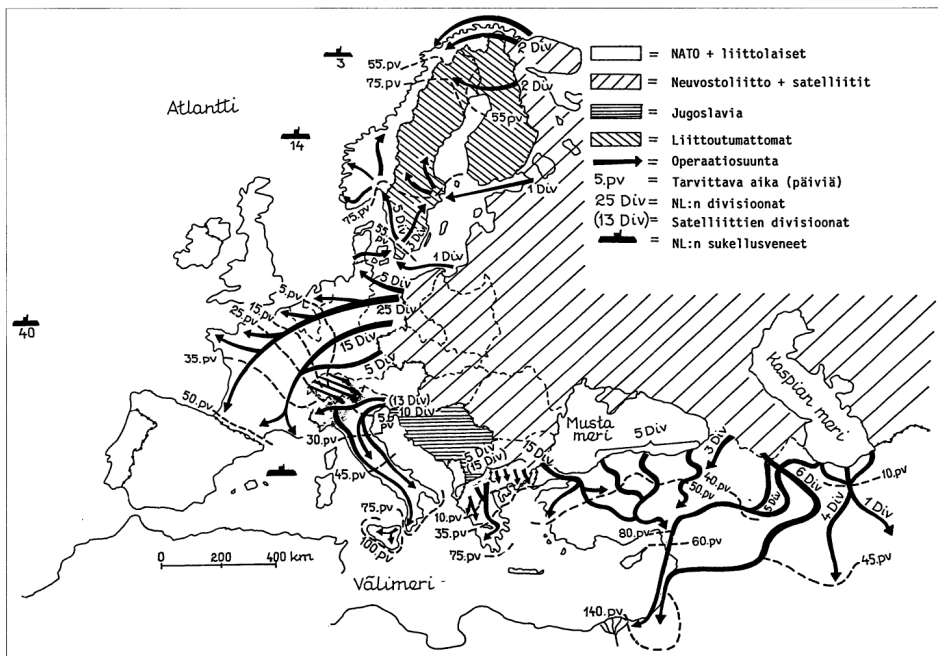 = NATO + liittolaiset
= Neuvostoliitto + satelliitit
= Jugoslavia
= Liittoutumattomat
= Operaatiosuunta
5.pv = Tarvittava aika (päiviä)
25 Div = NL:n divisioonat
(13 Div) = Satelliittien divisioonat
= NL:n sukellusveneet
3
55.pv
75.pv
2 Div
2 Div
55 pv
Atlantti
14
75.pv
1 Div
5 Div
55.pv
1 Div
5 Div
40
5.pv
15.pv
25.pv
25 Div
35.pv
15 Div
5 Div
50.pv
(13 Div)
10 Div
30.pv
45.pv
75.pv
100.pv
5 Div
(15 Div)
15 Div
10.pv
35.pv
75.pv
Musta
meri
5 Div
3 Div
Kaspian meri
40.pv
50.pv
5 Div
6 Div
6 Div
10.pv
4 Div
1 Div
80.pv
60.pv
45.pv
140.pv
0 200 400 km
Välimeri